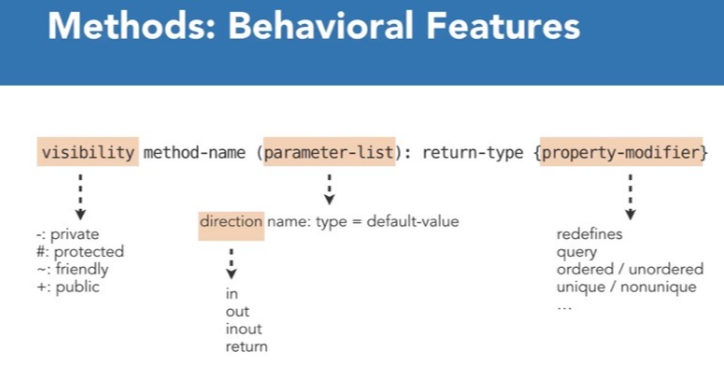 Methods: Behavioral Features
visibility method-name (parameter-list): return-type {property-modifier}
direction name: type = default-value
-: private
#: protected
~: friendly
+: public
in
out
inout
return
redefines
query
ordered / unordered
unique / nonunique
...